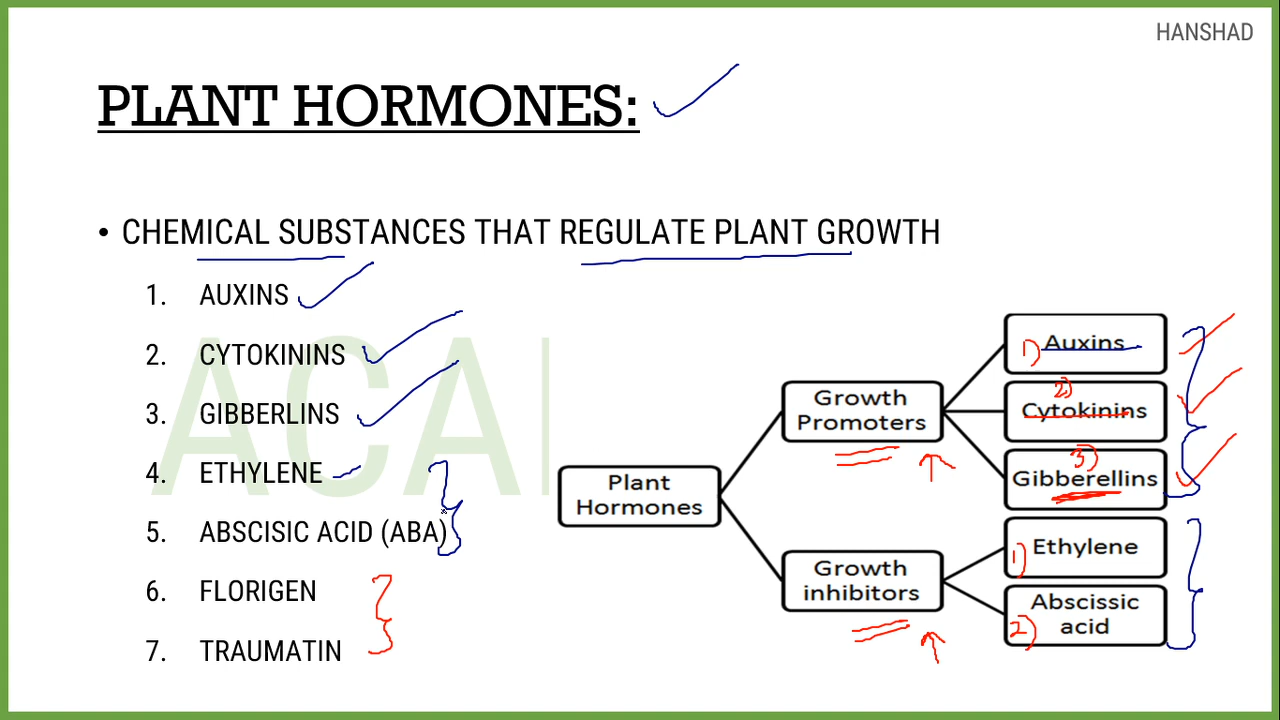 HANSHAD
PLANT HORMONES:
• CHEMICAL SUBSTANCES THAT REGULATE PLANT GROWTH
1. AUXINS
2. CYTOKININS
3. GIBBERLINS
4. ETHYLENE
5. ABSCISIC ACID (ABA)
6. FLORIGEN
7. TRAUMATIN
ACA
Plant
Hormones
Growth
Promoters
1) Auxins
2)
Cytokinins
3)
Gibberellins
Growth
inhibitors
1) Ethylene
Abscissic
2) acid